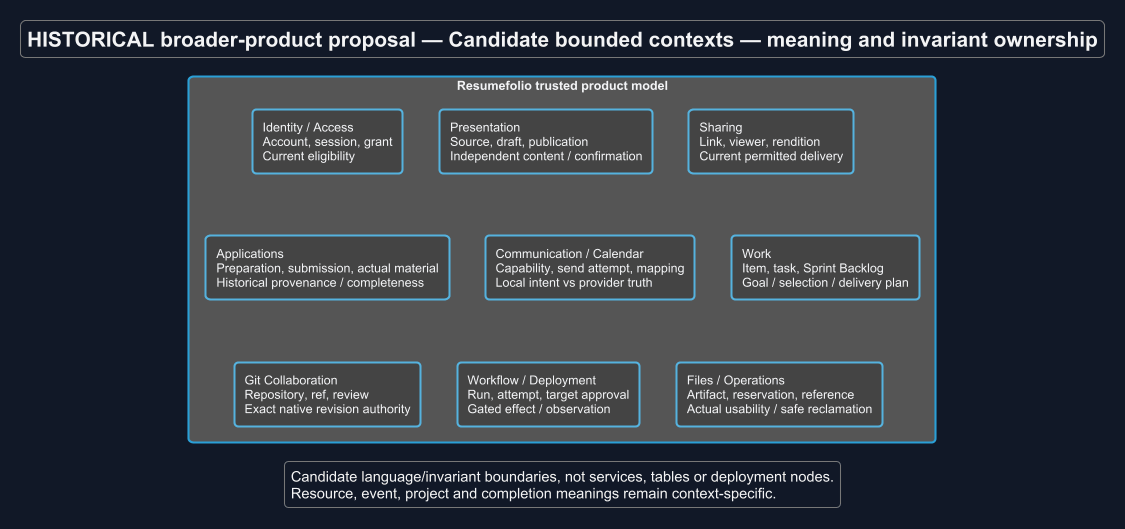 HISTORICAL broader-product proposal — Candidate bounded contexts — meaning and invariant ownership
Resumefolio trusted product model
Identity / Access
Account, session, grant
Current eligibility
Presentation
Source, draft, publication
Independent content / confirmation
Sharing
Link, viewer, rendition
Current permitted delivery
Applications
Preparation, submission, actual material
Historical provenance / completeness
Communication / Calendar
Capability, send attempt, mapping
Local intent vs provider truth
Work
Item, task, Sprint Backlog
Goal / selection / delivery plan
Git Collaboration
Repository, ref, review
Exact native revision authority
Workflow / Deployment
Run, attempt, target approval
Gated effect / observation
Files / Operations
Artifact, reservation, reference
Actual usability / safe reclamation
Candidate language/invariant boundaries, not services, tables or deployment nodes.
Resource, event, project and completion meanings remain context-specific.